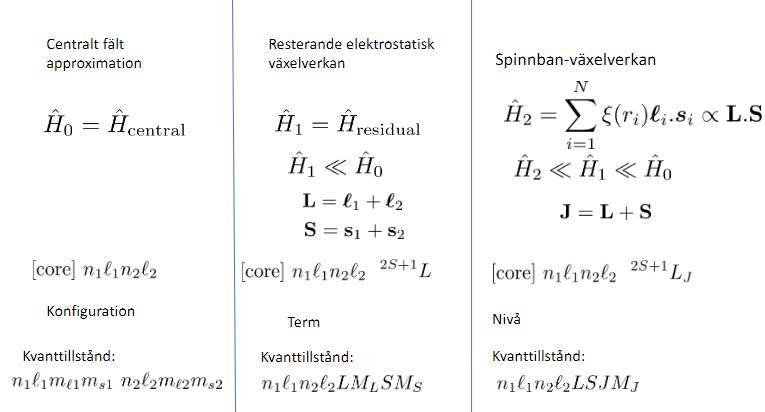 Centralt fält
approximation
Ĥ₀ = Ĥ_central
[core] n₁ℓ₁n₂ℓ₂
Konfiguration
Kvanttillstånd:
n₁ℓ₁m_ℓ1m_s1 n₂ℓ₂m_ℓ2m_s2
Resterande elektrostatisk
växelverkan
Ĥ₁ = Ĥ_residual
Ĥ₁ ≪ Ĥ₀
L = ℓ₁ + ℓ₂
S = s₁ + s₂
[core] n₁ℓ₁n₂ℓ₂ ²ˢ⁺¹L
Term
Kvanttillstånd:
n₁ℓ₁n₂ℓ₂LM_LSM_S
Spinnban-växelverkan
Ĥ₂ = ∑_{i=1}^{N} ξ(r_i)ℓ_i.s_i ∝ L.S
Ĥ₂ ≪ Ĥ₁ ≪ Ĥ₀
J = L + S
[core] n₁ℓ₁n₂ℓ₂ ²ˢ⁺¹L_J
Nivå
Kvanttillstånd:
n₁ℓ₁n₂ℓ₂LSJM_J